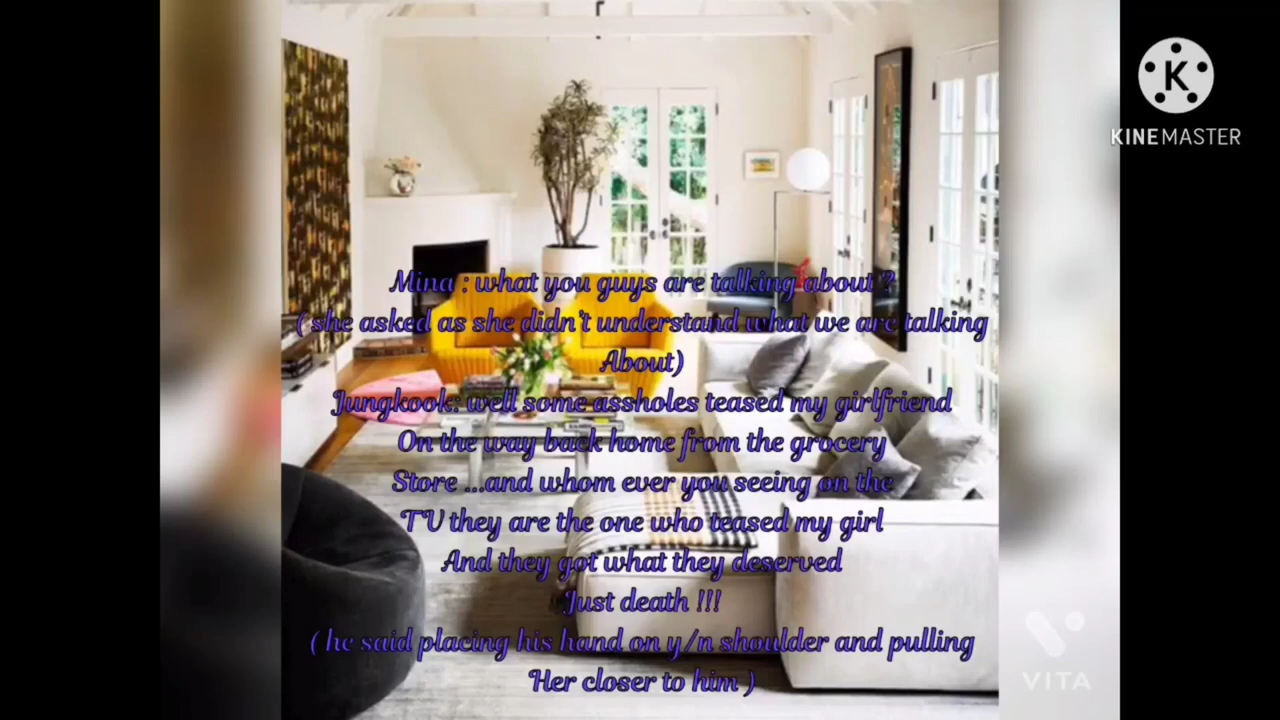 K
KINEMASTER
Mina : what you guys are talking about ?
( she asked as she didn't understand what we are talking
About)
Jungkook: well some assholes teased my girlfriend
On the way back home from the grocery
Store ...and whom ever you seeing on the
TV they are the one who teased my girl
And they got what they deserved
Just death !!!
( he said placing his hand on y/n shoulder and pulling
Her closer to him )
VITA